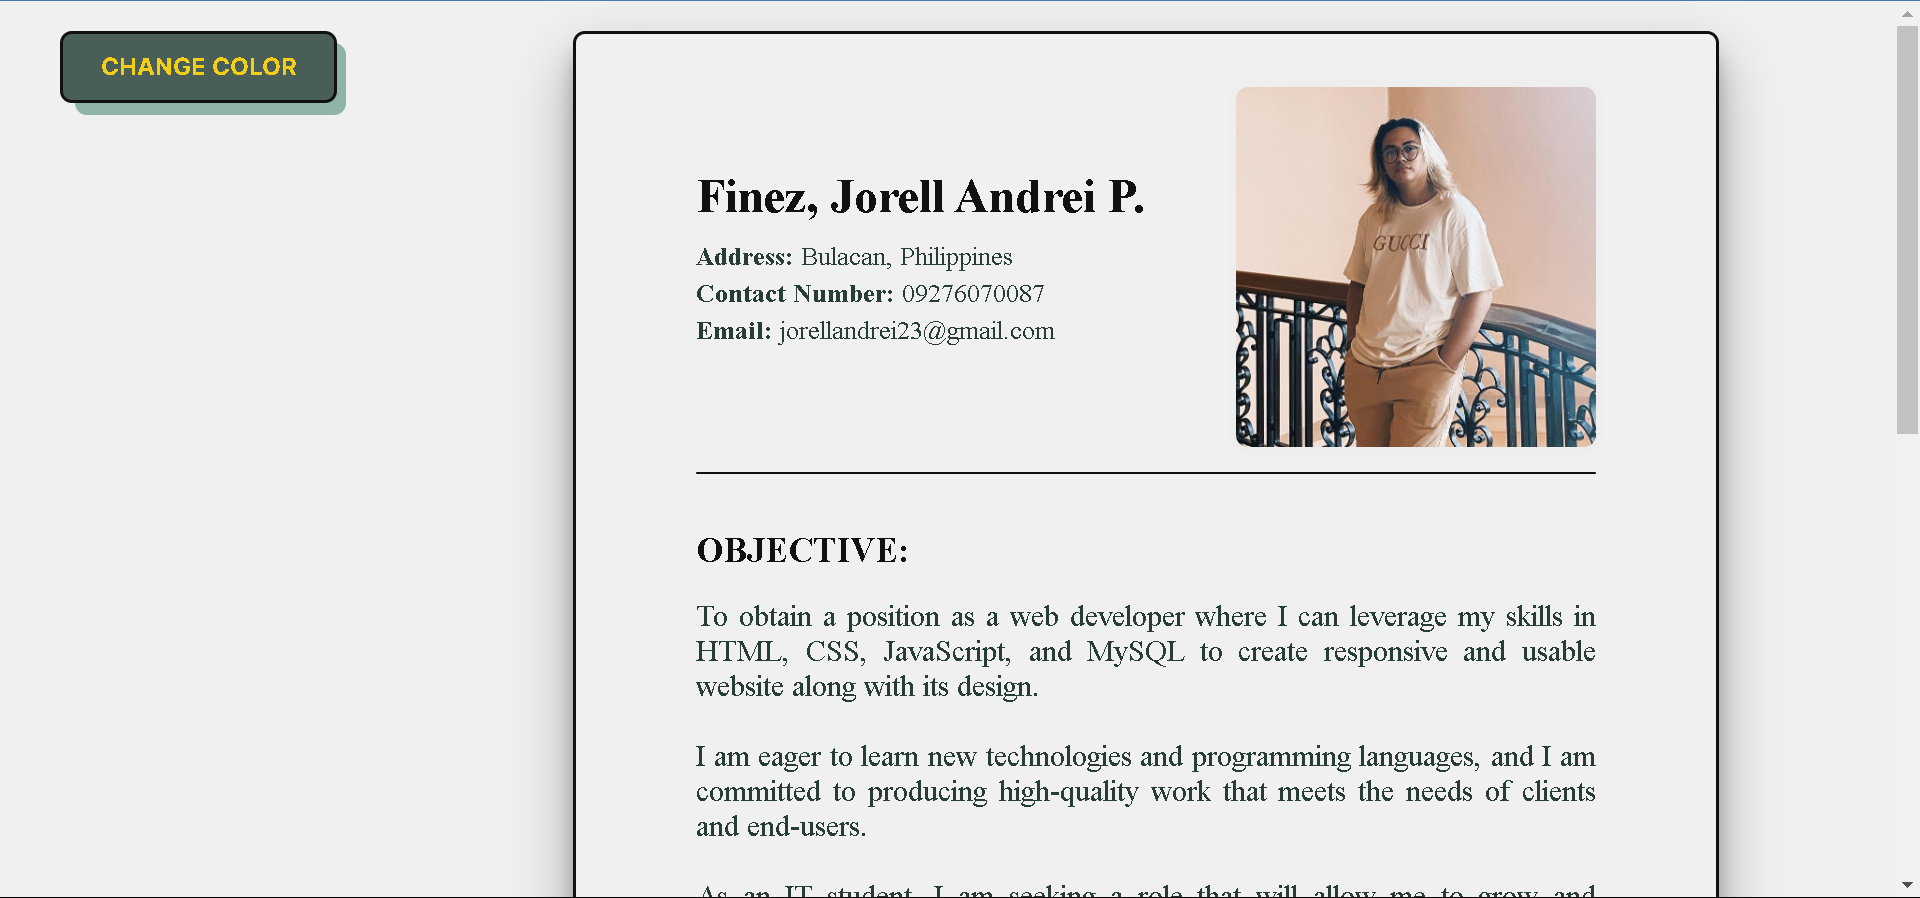 CHANGE COLOR
Finez, Jorell Andrei P.
Address: Bulacan, Philippines
Contact Number: 09276070087
Email: jorellandrei23@gmail.com
GUCCI
OBJECTIVE:
To obtain a position as a web developer where I can leverage my skills in
HTML, CSS, JavaScript, and MySQL to create responsive and usable
website along with its design.
I am eager to learn new technologies and programming languages, and I am
committed to producing high-quality work that meets the needs of clients
and end-users.
As an IT student, I am seeking a role that will allow me to grow and